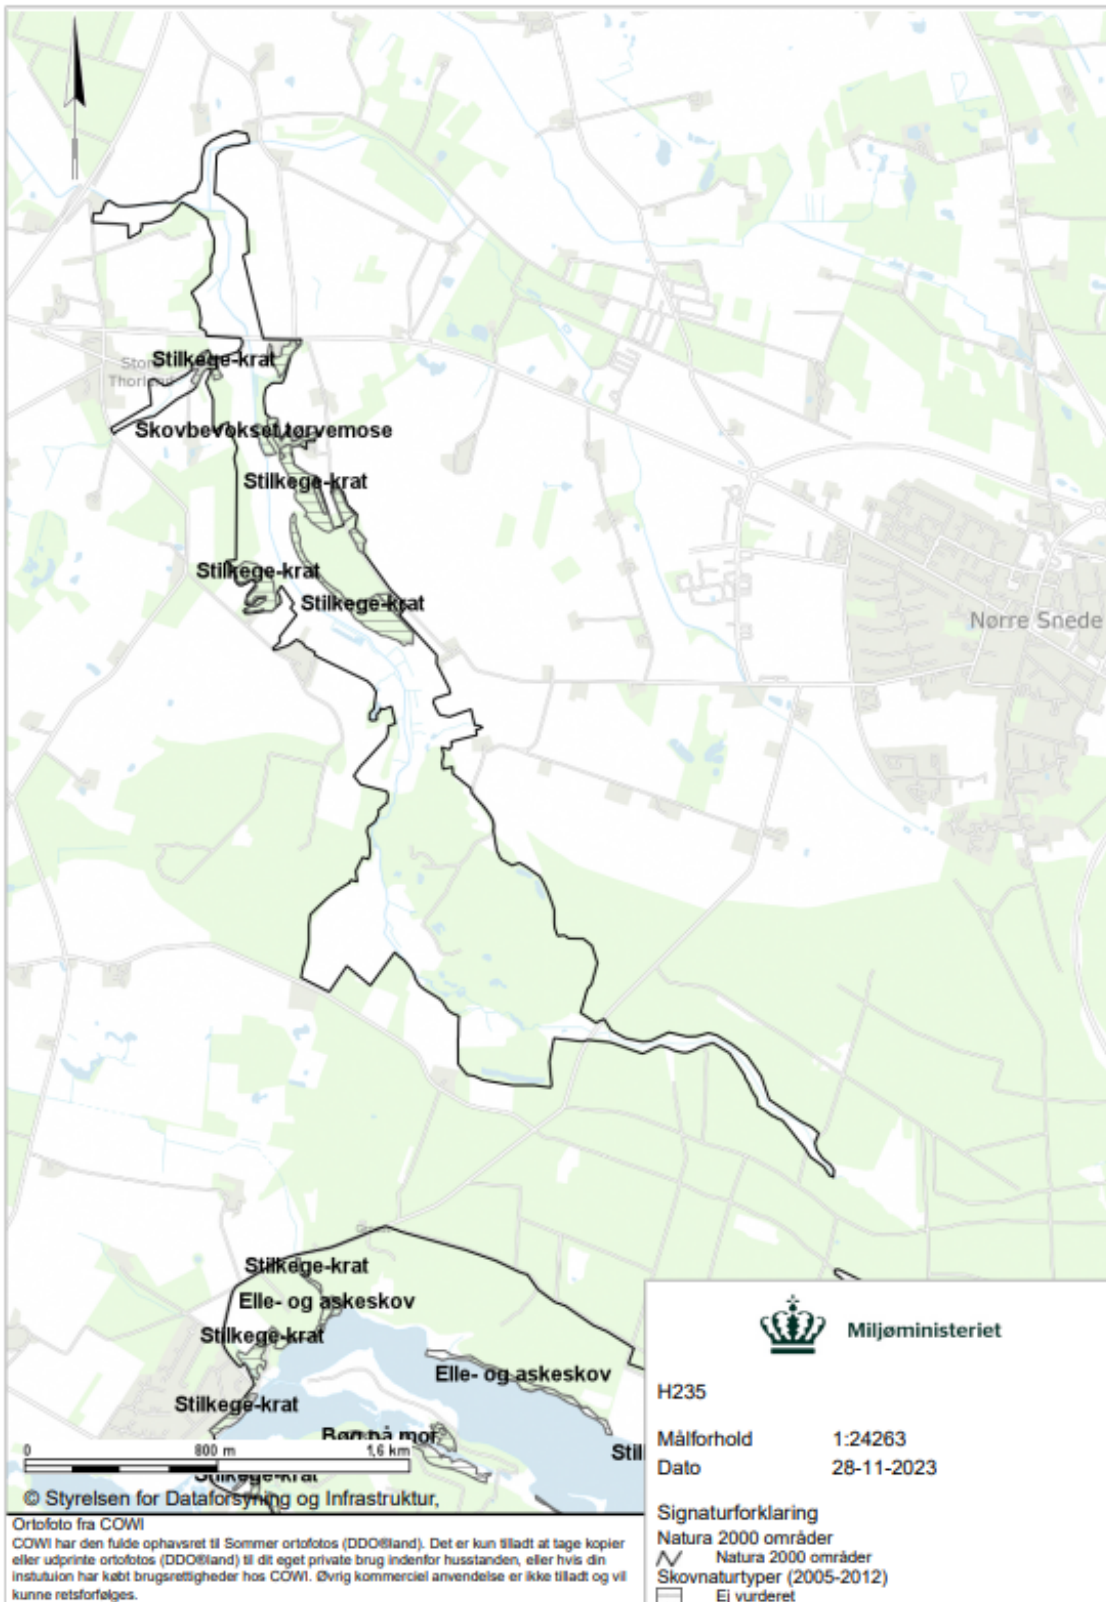 Stilkege-krat
Skovbevokset tørvemose
Stilkege-krat
Stilkege-krat
Stilkege-krat
Nørre Snede
Stilkege-krat
Elle- og askeskov
Stilkege-krat
Elle- og askeskov
Stilkege-krat
Bøg på mor
0 800 m 1,6 km
Stilkege-krat
© Styrelsen for Dataforsyning og Infrastruktur,
Ortofoto fra COWI
COWI har den fulde ophavsret til Sommer ortofotos (DDO®land). Det er kun tilladt at tage kopier
eller udprinte ortofotos (DDO®land) til dit eget private brug indenfor husstanden, eller hvis din
instutuion har købt brugsrettigheder hos COWI. Øvrig kommerciel anvendelse er ikke tilladt og vil
kunne retsforfølges.
Miljøministeriet
H235
Målforhold 1:24263
Dato 28-11-2023
Signaturforklaring
Natura 2000 områder
Natura 2000 områder
Skovnaturtyper (2005-2012)
Ej vurderet